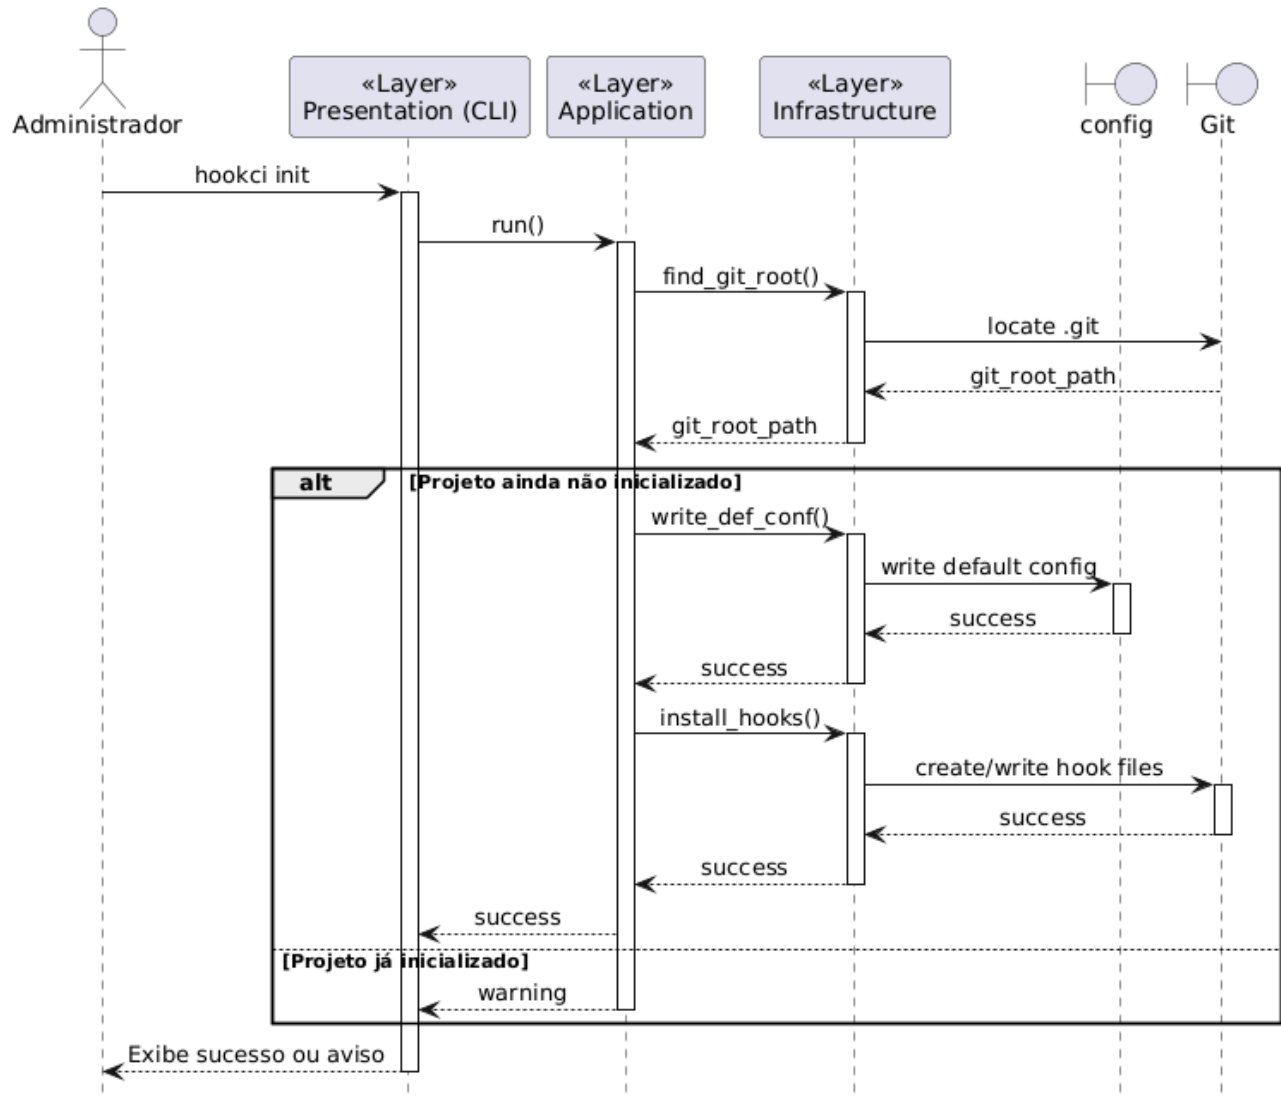 «Layer»
Presentation (CLI)
«Layer»
Application
«Layer»
Infrastructure
Administrador
config
Git
hookci init
run()
find_git_root()
locate .git
git_root_path
git_root_path
alt
[Projeto ainda não inicializado]
write_def_conf()
write default config
success
success
install_hooks()
create/write hook files
success
success
success
[Projeto já inicializado]
warning
Exibe sucesso ou aviso